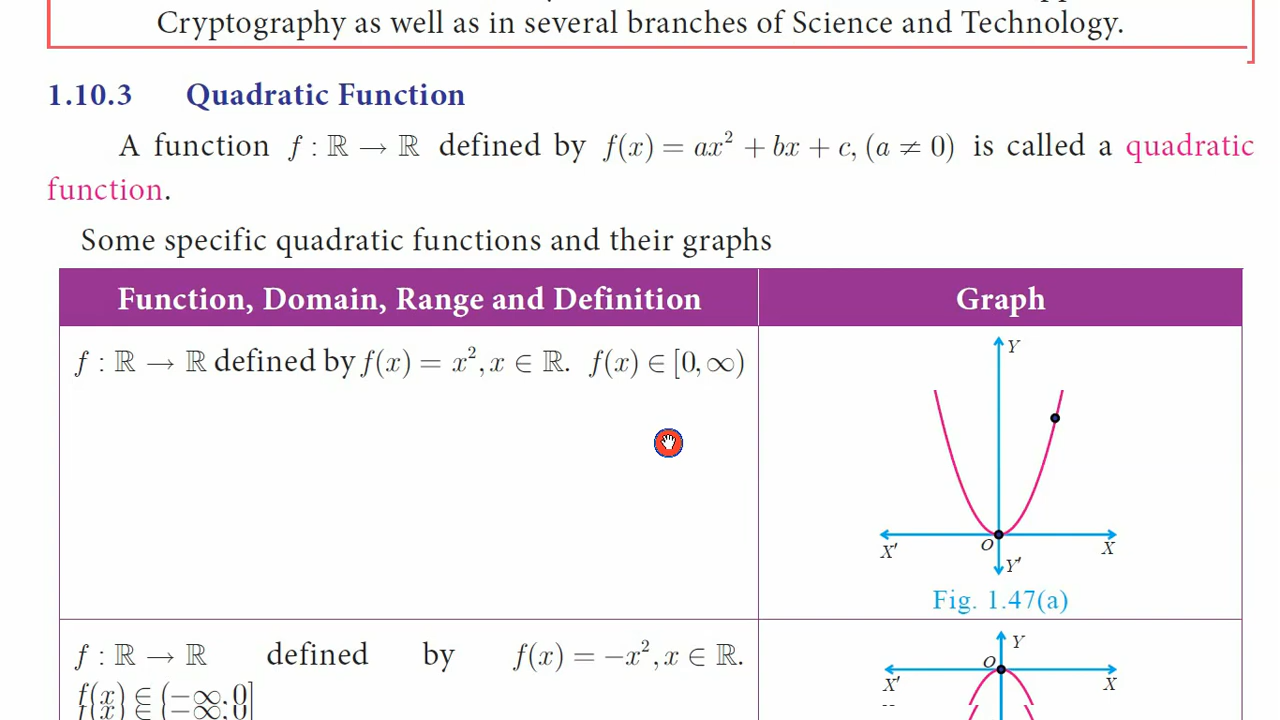 Cryptography as well as in several branches of Science and Technology.
1.10.3 Quadratic Function
A function f : ℝ → ℝ defined by f(x) = ax² + bx + c, (a ≠ 0) is called a quadratic
function.
Some specific quadratic functions and their graphs
Function, Domain, Range and Definition
Graph
f : ℝ → ℝ defined by f(x) = x², x ∈ ℝ. f(x) ∈ [0, ∞)
Y
X′ O X
Y′
Fig. 1.47(a)
f : ℝ → ℝ defined by f(x) = −x², x ∈ ℝ.
Y
O
X′ X